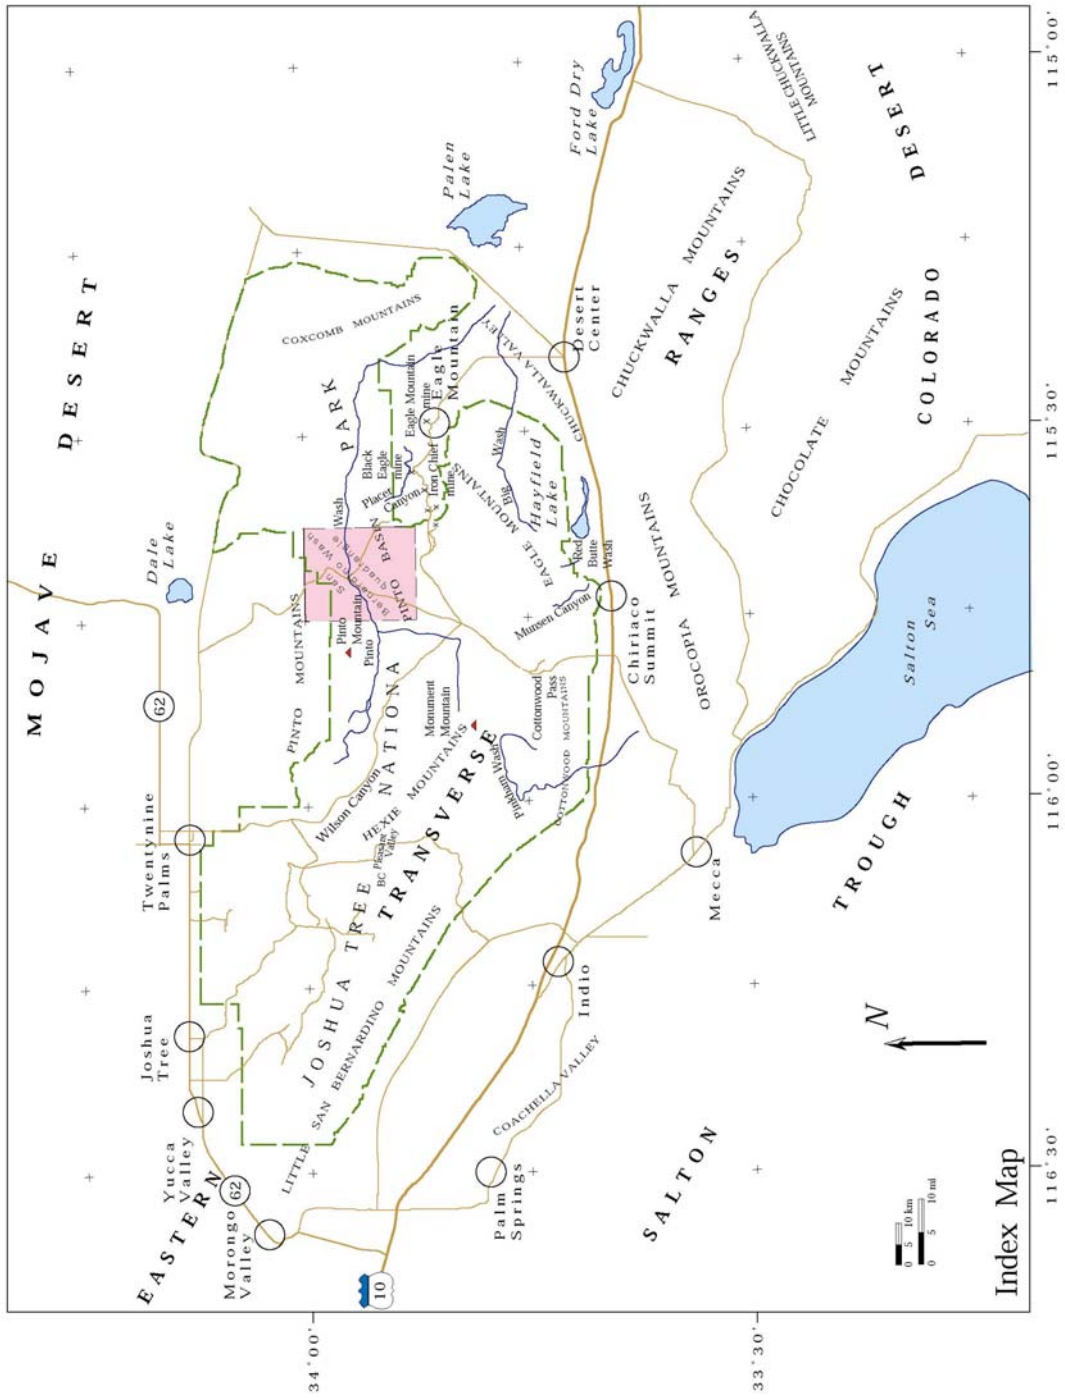 MOJAVE
DESERT
EASTERN
TRANSVERSE
RANGES
SALTON
TROUGH
COLORADO
DESERT
JOSHUA TREE
NATIONA
PARK
Morongo
Valley
62
Yucca
Valley
Joshua
Tree
Twentynine
Palms
62
Dale
Lake
PINTO
MOUNTAINS
Pinto
Mountain
San
Bernardino
Wash
quadrangle
PINTO
BASIN
Pinto
Wash
COXCOMB MOUNTAINS
Palen
Lake
Placer
Canyon
Black
Eagle
mine
Eagle Mountain
mine
Iron Chief
mine
Eagle
Mountain
EAGLE
MOUNTAINS
Big
Wash
Hayfield
Lake
CHUCKWALLA VALLEY
CHUCKWALLA
Desert
Center
Ford Dry
Lake
Red
Butte
Wash
Munsen Canyon
Chiriaco
Summit
Cottonwood
Pass
COTTONWOOD MOUNTAINS
Pinkham Wash
Monument
Mountain
HEXIE
MOUNTAINS
Wilson Canyon
Pleasant
Valley
BC
LITTLE
SAN BERNARDINO
MOUNTAINS
COACHELLA VALLEY
Palm
Springs
10
Indio
Mecca
OROCOPIA
MOUNTAINS
CHUCKWALLA
MOUNTAINS
LITTLE CHUCKWALLA
MOUNTAINS
CHOCOLATE
MOUNTAINS
Salton
Sea
N
0 5 10 km
0 5 10 mi
Index Map
34°00'
33°30'
116°30'
116°00'
115°30'
115°00'